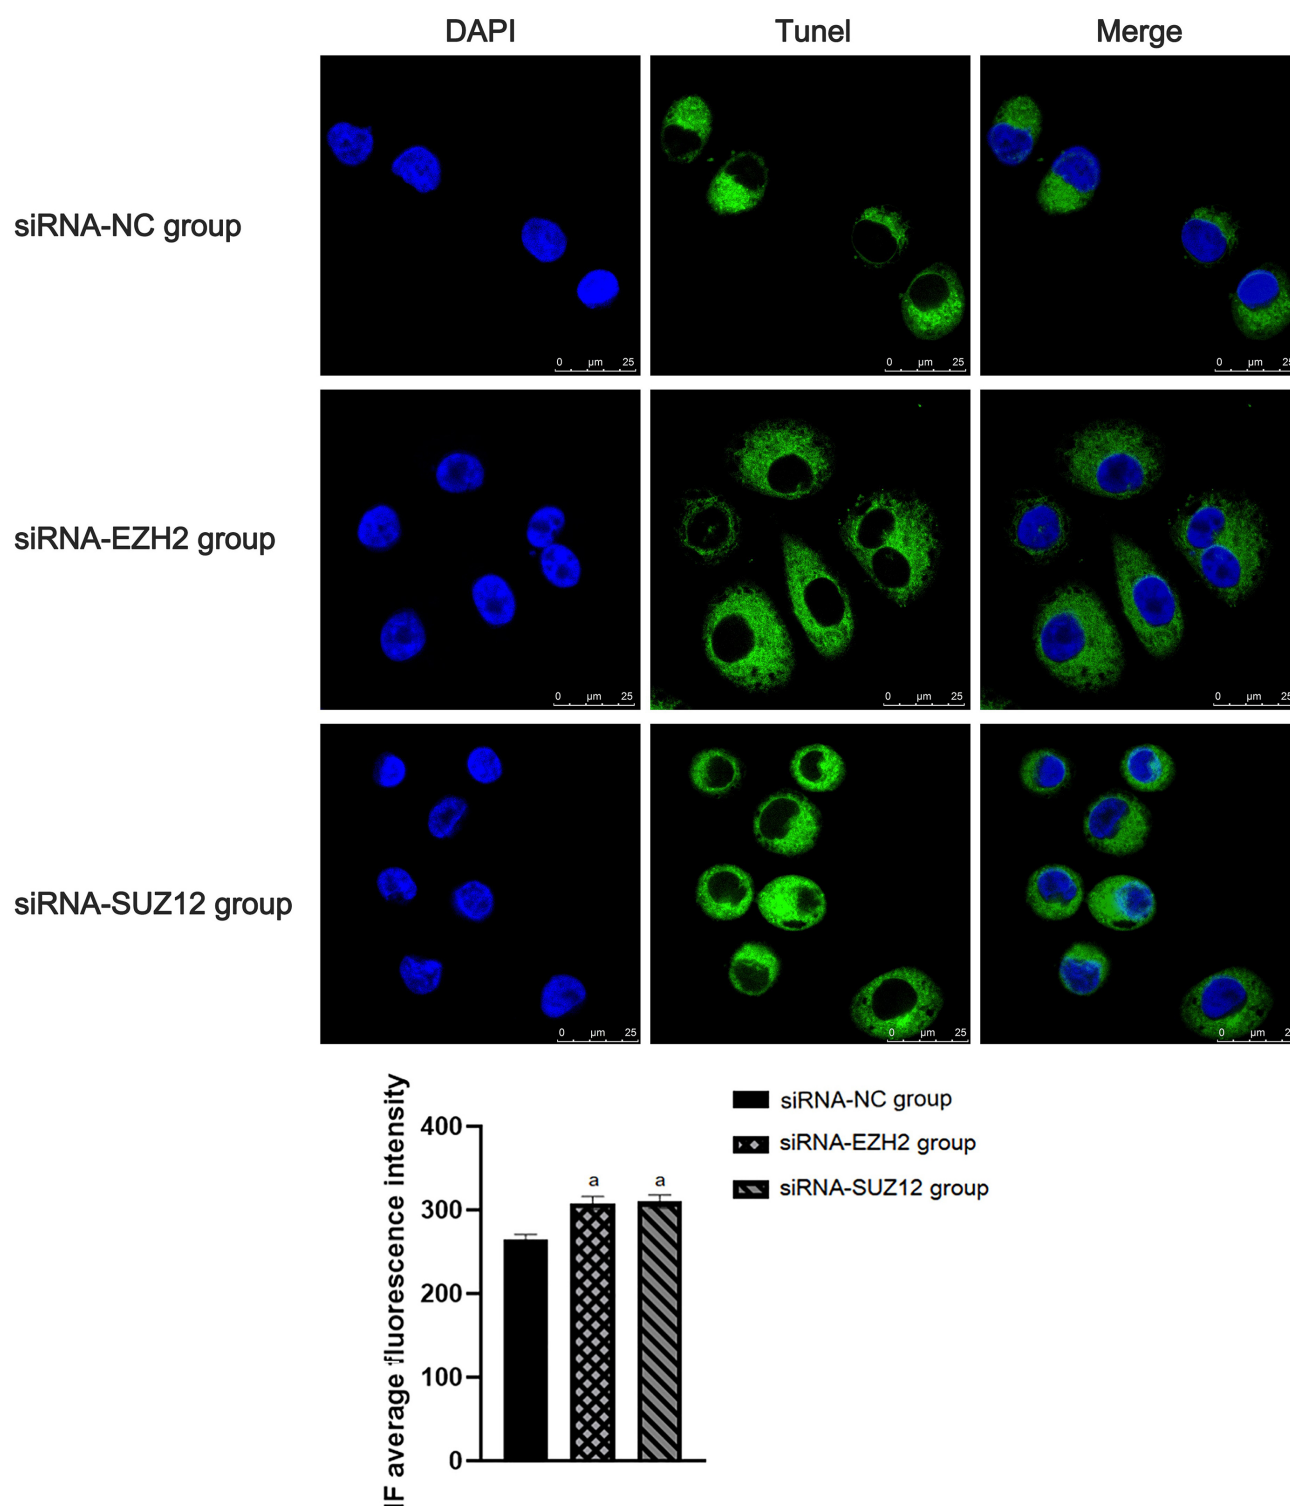 DAPI Tunel Merge
siRNA-NC group
0 µm 25
0 µm 25
0 µm 25
siRNA-EZH2 group
0 µm 25
0 µm 25
0 µm 25
siRNA-SUZ12 group
0 µm 25
0 µm 25
0 µm 2
IF average fluorescence intensity
400
300
200
100
0
a a
siRNA-NC group
siRNA-EZH2 group
siRNA-SUZ12 group